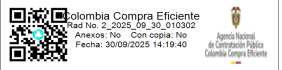 Colombia Compra Eficiente
Rad No. 2_2025_09_30_010302
Anexos: No Con copia: No
Fecha: 30/09/2025 14:19:40
Agencia Nacional
de Contratación Pública
Colombia Compra Eficiente